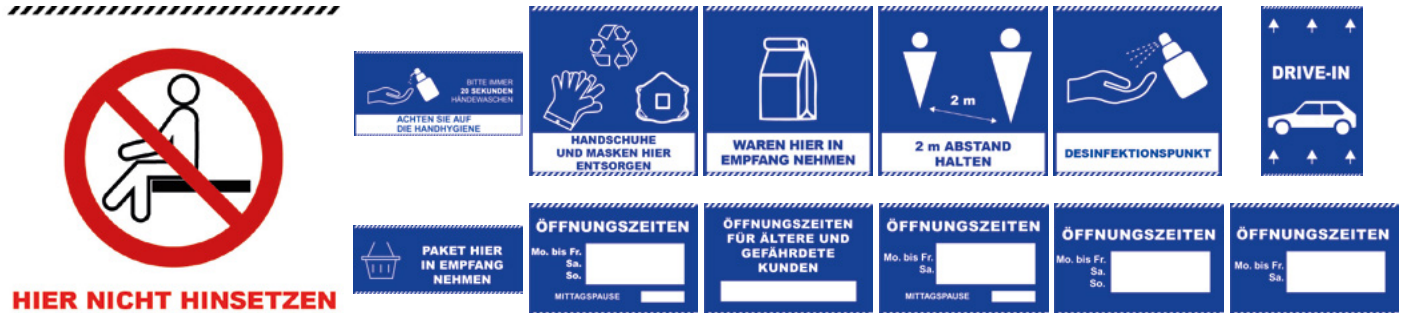 HIER NICHT HINSETZEN
BITTE IMMER
20 SEKUNDEN
HÄNDEWASCHEN
ACHTEN SIE AUF
DIE HANDHYGIENE
HANDSCHUHE
UND MASKEN HIER
ENTSORGEN
WAREN HIER IN
EMPFANG NEHMEN
2 m
2 m ABSTAND
HALTEN
DESINFEKTIONSPUNKT
DRIVE-IN
PAKET HIER
IN EMPFANG
NEHMEN
ÖFFNUNGSZEITEN
Mo. bis Fr.
Sa.
So.
MITTAGSPAUSE
ÖFFNUNGSZEITEN
FÜR ÄLTERE UND
GEFÄHRDETE
KUNDEN
ÖFFNUNGSZEITEN
Mo. bis Fr.
Sa.
MITTAGSPAUSE
ÖFFNUNGSZEITEN
Mo. bis Fr.
Sa.
So.
ÖFFNUNGSZEITEN
Mo. bis Fr.
Sa.